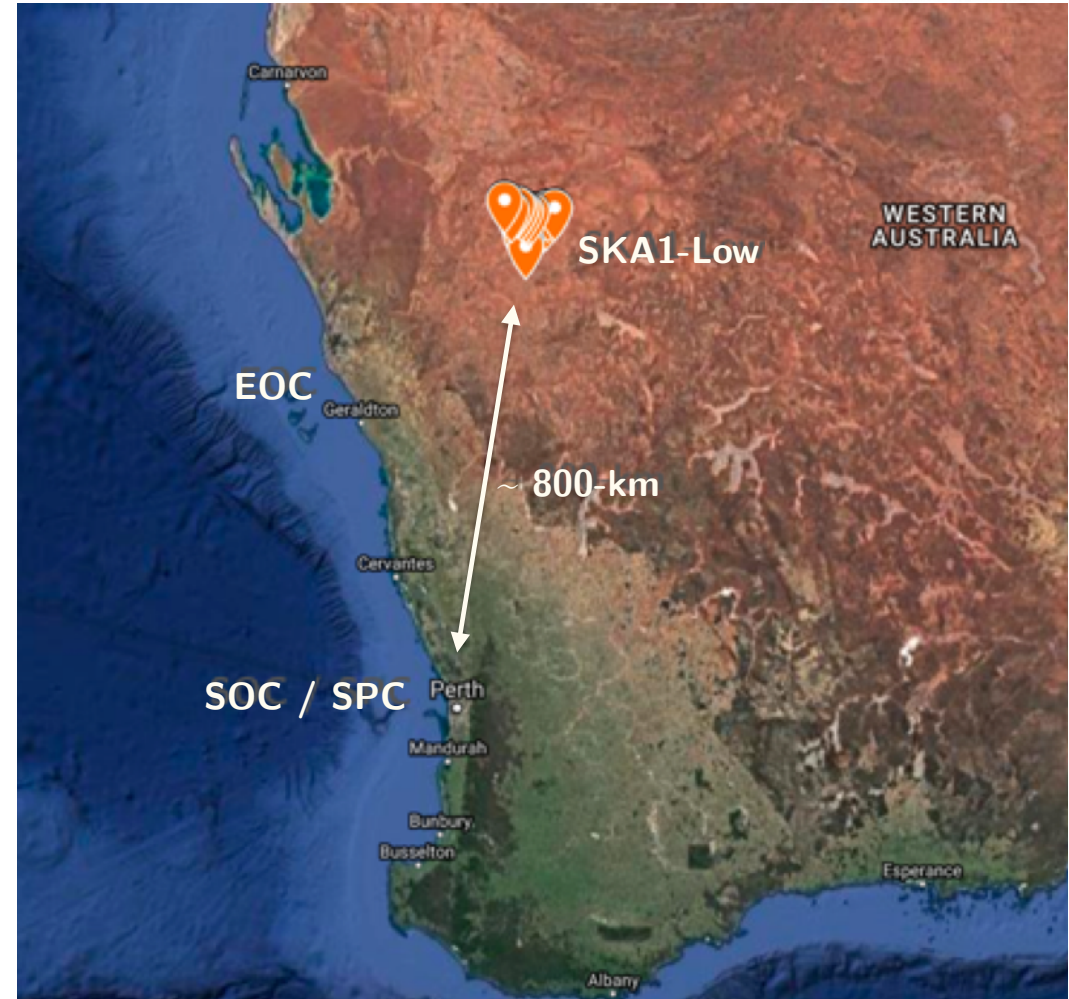 Carnarvon
WESTERN
AUSTRALIA
SKA1-Low
EOC
Geraldton
~ 800-km
Cervantes
SOC / SPC
Perth
Mandurah
Bunbury
Busselton
Esperance
Albany